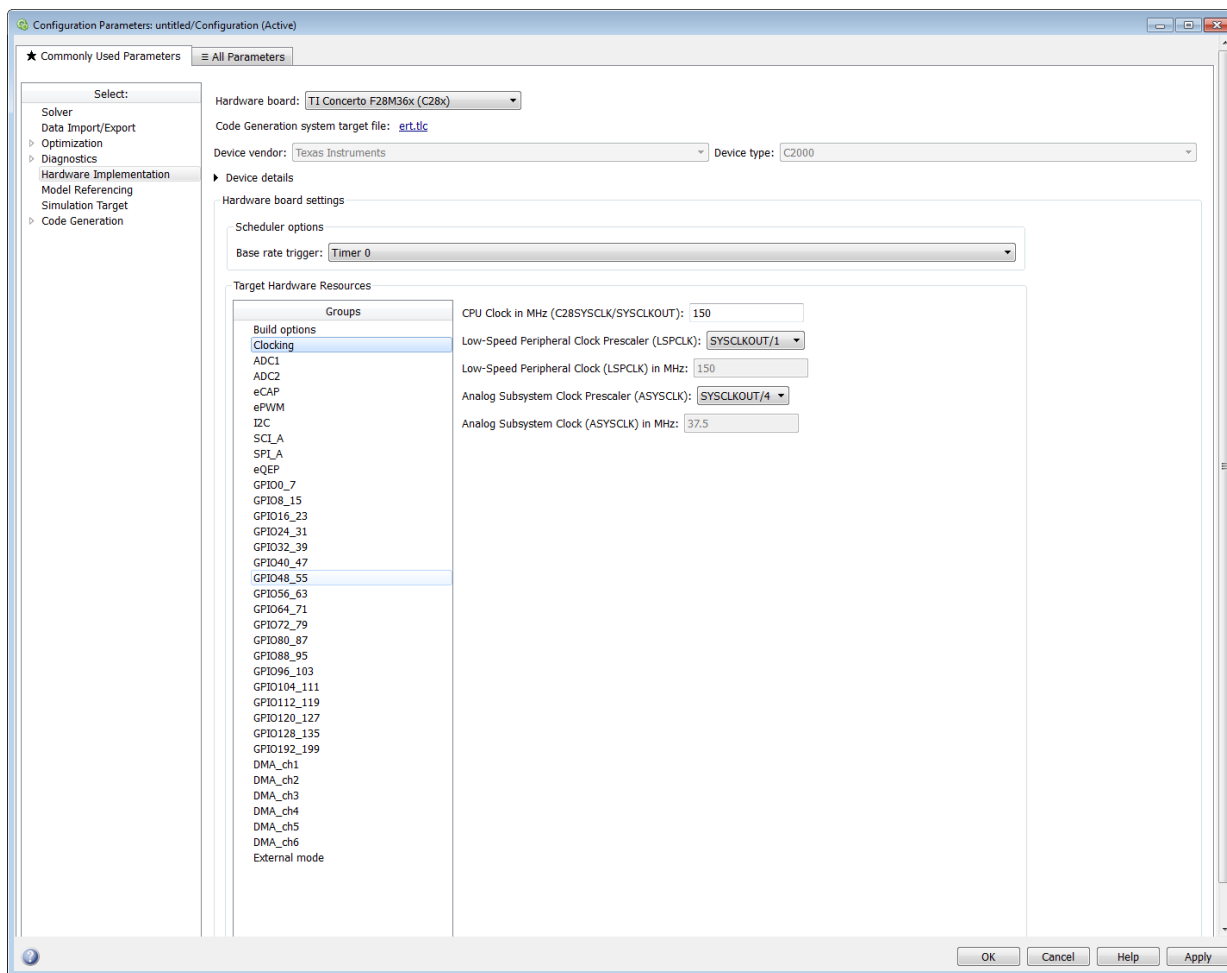 Configuration Parameters: untitled/Configuration (Active)
★ Commonly Used Parameters
≡ All Parameters
Select:
Solver
Data Import/Export
Optimization
Diagnostics
Hardware Implementation
Model Referencing
Simulation Target
Code Generation
Hardware board: TI Concerto F28M36x (C28x)
Code Generation system target file: ert.tlc
Device vendor: Texas Instruments Device type: C2000
Device details
Hardware board settings
Scheduler options
Base rate trigger: Timer 0
Target Hardware Resources
Groups
Build options
Clocking
ADC1
ADC2
eCAP
ePWM
I2C
SCI_A
SPI_A
eQEP
GPIO0_7
GPIO8_15
GPIO16_23
GPIO24_31
GPIO32_39
GPIO40_47
GPIO48_55
GPIO56_63
GPIO64_71
GPIO72_79
GPIO80_87
GPIO88_95
GPIO96_103
GPIO104_111
GPIO112_119
GPIO120_127
GPIO128_135
GPIO192_199
DMA_ch1
DMA_ch2
DMA_ch3
DMA_ch4
DMA_ch5
DMA_ch6
External mode
CPU Clock in MHz (C28SYSCLK/SYSCLKOUT): 150
Low-Speed Peripheral Clock Prescaler (LSPCLK): SYSCLKOUT/1
Low-Speed Peripheral Clock (LSPCLK) in MHz: 150
Analog Subsystem Clock Prescaler (ASYSCLK): SYSCLKOUT/4
Analog Subsystem Clock (ASYSCLK) in MHz: 37.5
OK
Cancel
Help
Apply